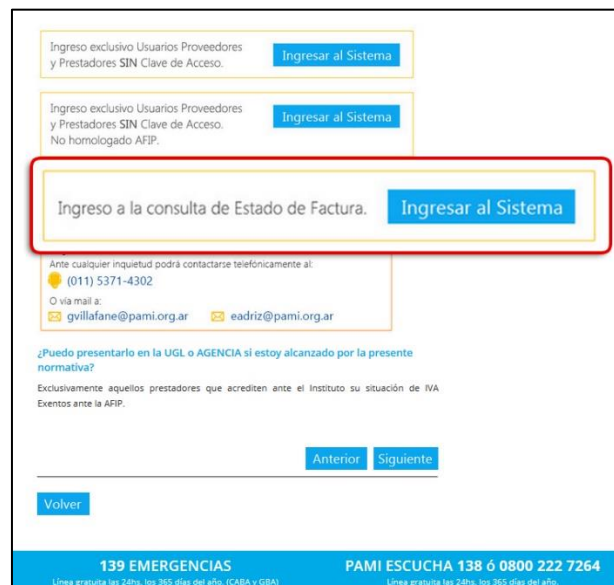 Ingreso exclusivo Usuarios Proveedores
y Prestadores SIN Clave de Acceso.
Ingresar al Sistema
Ingreso exclusivo Usuarios Proveedores
y Prestadores SIN Clave de Acceso.
No homologado AFIP.
Ingresar al Sistema
Ingreso a la consulta de Estado de Factura.
Ingresar al Sistema
Ante cualquier inquietud podrá contactarse telefónicamente al:
(011) 5371-4302
O vía mail a:
gvillafane@pami.org.ar eadriz@pami.org.ar
¿Puedo presentarlo en la UGL o AGENCIA si estoy alcanzado por la presente
normativa?
Exclusivamente aquellos prestadores que acrediten ante el Instituto su situación de IVA
Exentos ante la AFIP.
Anterior Siguiente
Volver
139 EMERGENCIAS
Línea gratuita las 24hs, los 365 días del año. (CABA y GBA)
PAMI ESCUCHA 138 ó 0800 222 7264
Línea gratuita las 24hs, los 365 días del año.